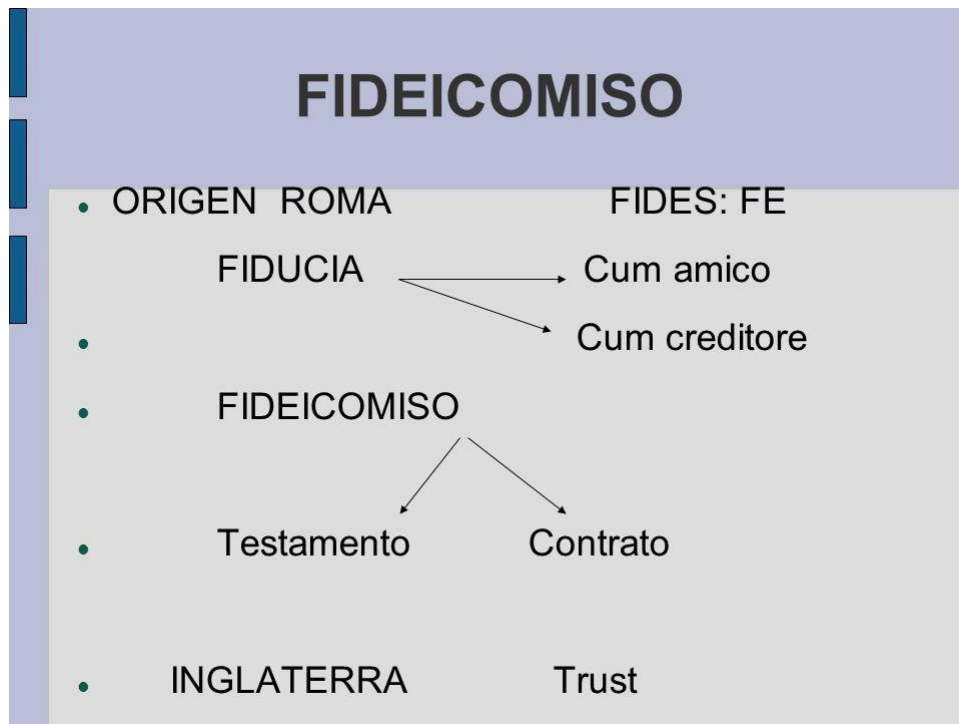 FIDEICOMISO
ORIGEN ROMA FIDES: FE
FIDUCIA Cum amico
Cum creditore
FIDEICOMISO
Testamento Contrato
INGLATERRA Trust